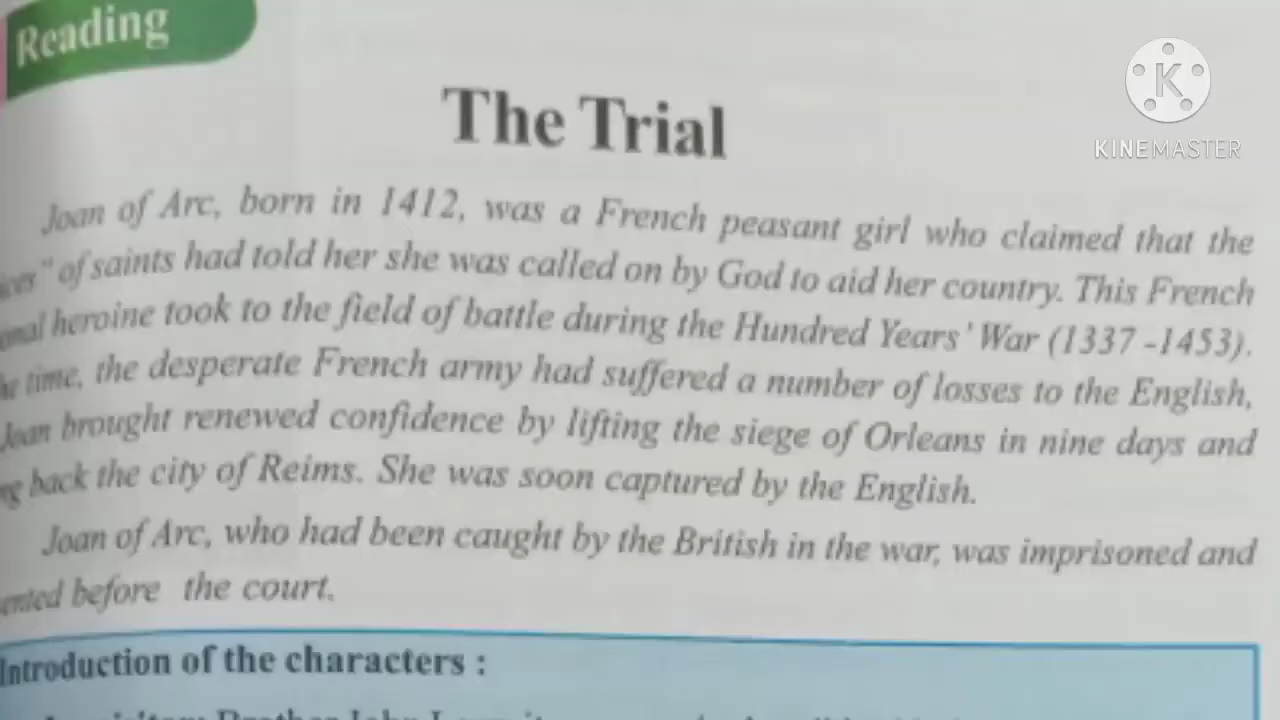 Reading
KINEMASTER
The Trial
Joan of Arc, born in 1412, was a French peasant girl who claimed that the
of saints had told her she was called on by God to aid her country. This French
heroine took to the field of battle during the Hundred Years' War (1337 -1453).
time, the desperate French army had suffered a number of losses to the English,
Joan brought renewed confidence by lifting the siege of Orleans in nine days and
back the city of Reims. She was soon captured by the English.
Joan of Arc, who had been caught by the British in the war, was imprisoned and
before the court.
Introduction of the characters :